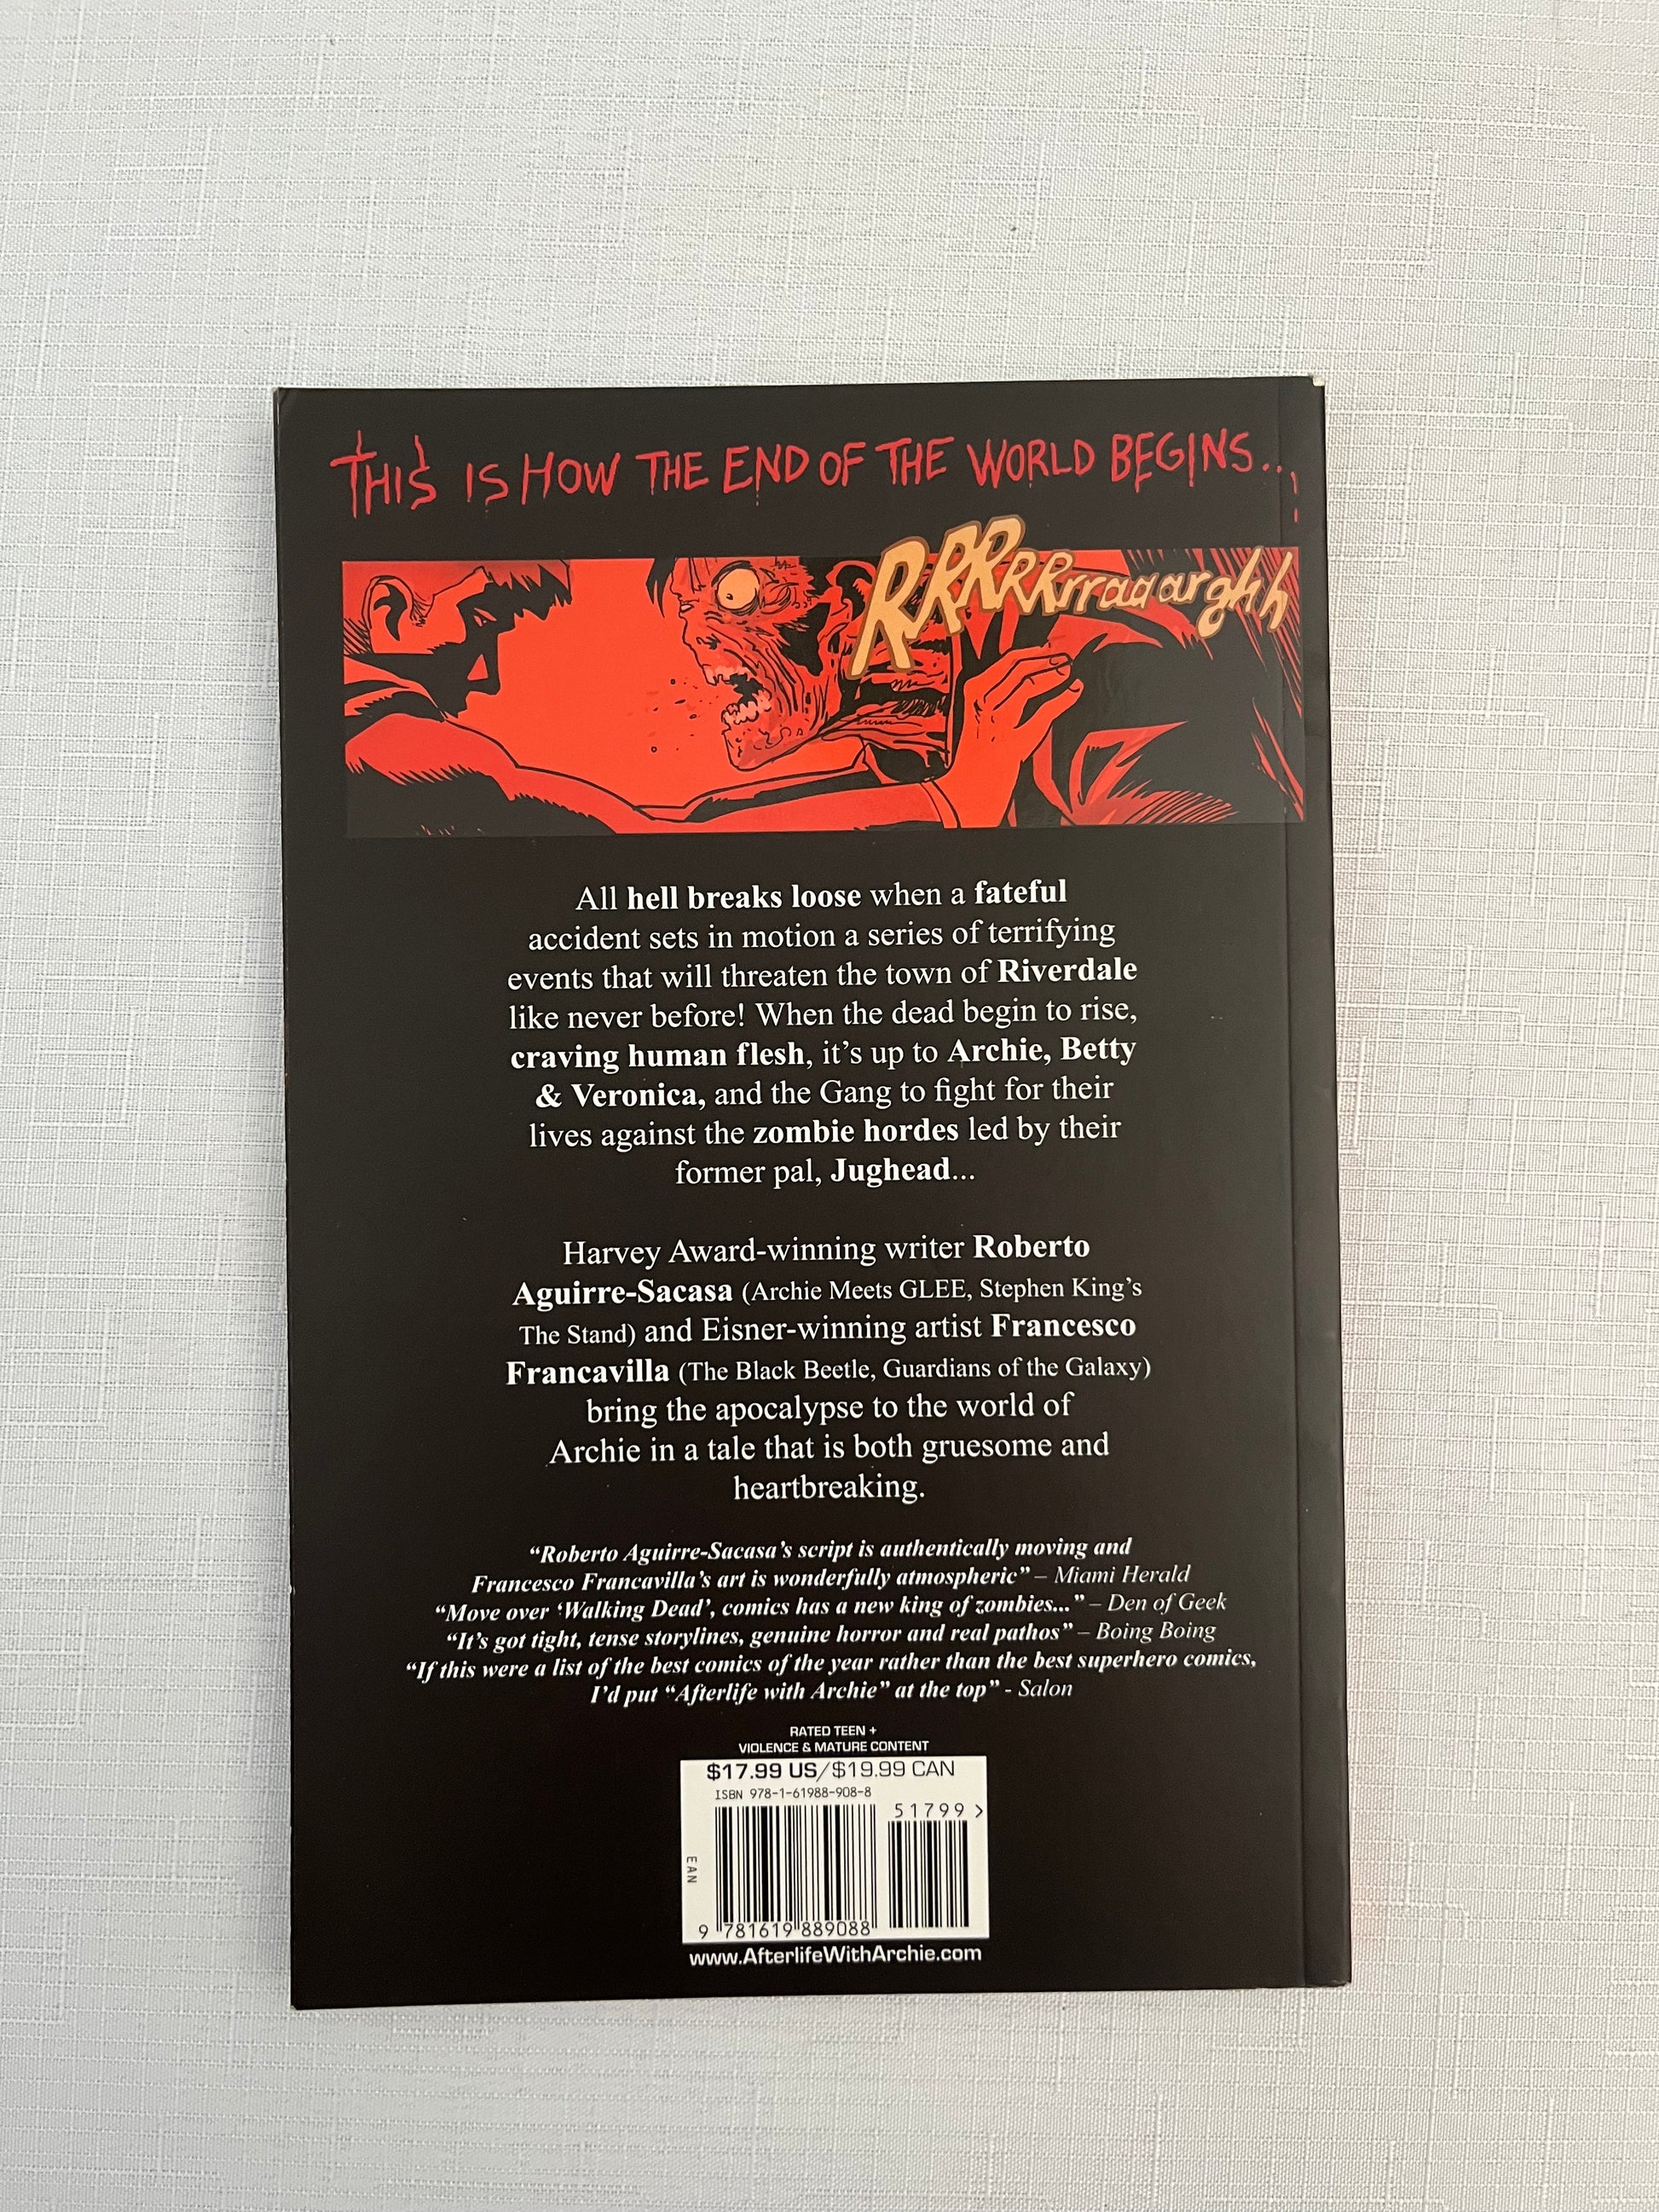 THIS IS HOW THE END OF THE WORLD BEGINS...
RRRRRrrraaaarghh
All hell breaks loose when a fateful
accident sets in motion a series of terrifying
events that will threaten the town of Riverdale
like never before! When the dead begin to rise,
craving human flesh, it’s up to Archie, Betty
& Veronica, and the Gang to fight for their
lives against the zombie hordes led by their
former pal, Jughead...
Harvey Award-winning writer Roberto
Aguirre-Sacasa (Archie Meets GLEE, Stephen King’s
The Stand) and Eisner-winning artist Francesco
Francavilla (The Black Beetle, Guardians of the Galaxy)
bring the apocalypse to the world of
Archie in a tale that is both gruesome and
heartbreaking.
“Roberto Aguirre-Sacasa’s script is authentically moving and
Francesco Francavilla’s art is wonderfully atmospheric” – Miami Herald
“Move over ‘Walking Dead’, comics has a new king of zombies...” – Den of Geek
“It’s got tight, tense storylines, genuine horror and real pathos” – Boing Boing
“If this were a list of the best comics of the year rather than the best superhero comics,
I’d put “Afterlife with Archie” at the top” - Salon
RATED TEEN +
VIOLENCE & MATURE CONTENT
$17.99 US/$19.99 CAN
ISBN 978-1-61988-908-8
51799 >
EAN
9 781619 889088
www.AfterlifeWithArchie.com